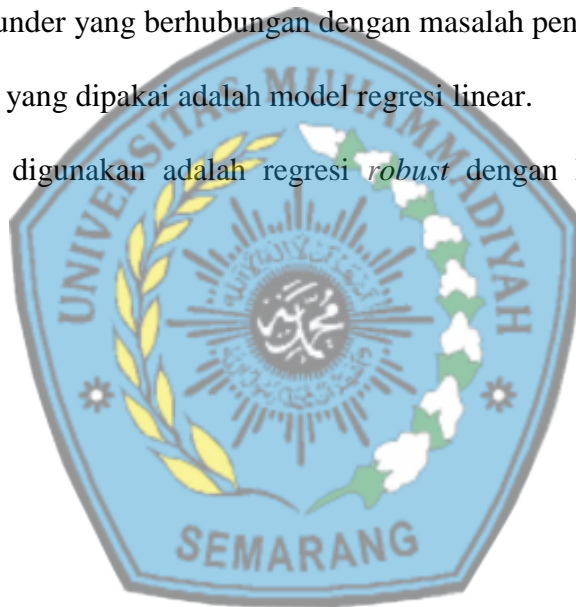 under yang berhubungan dengan masalah pen
yang dipakai adalah model regresi linear.
digunakan adalah regresi robust dengan
UNIVERSITAS MUHAMMADIYAH
SEMARANG